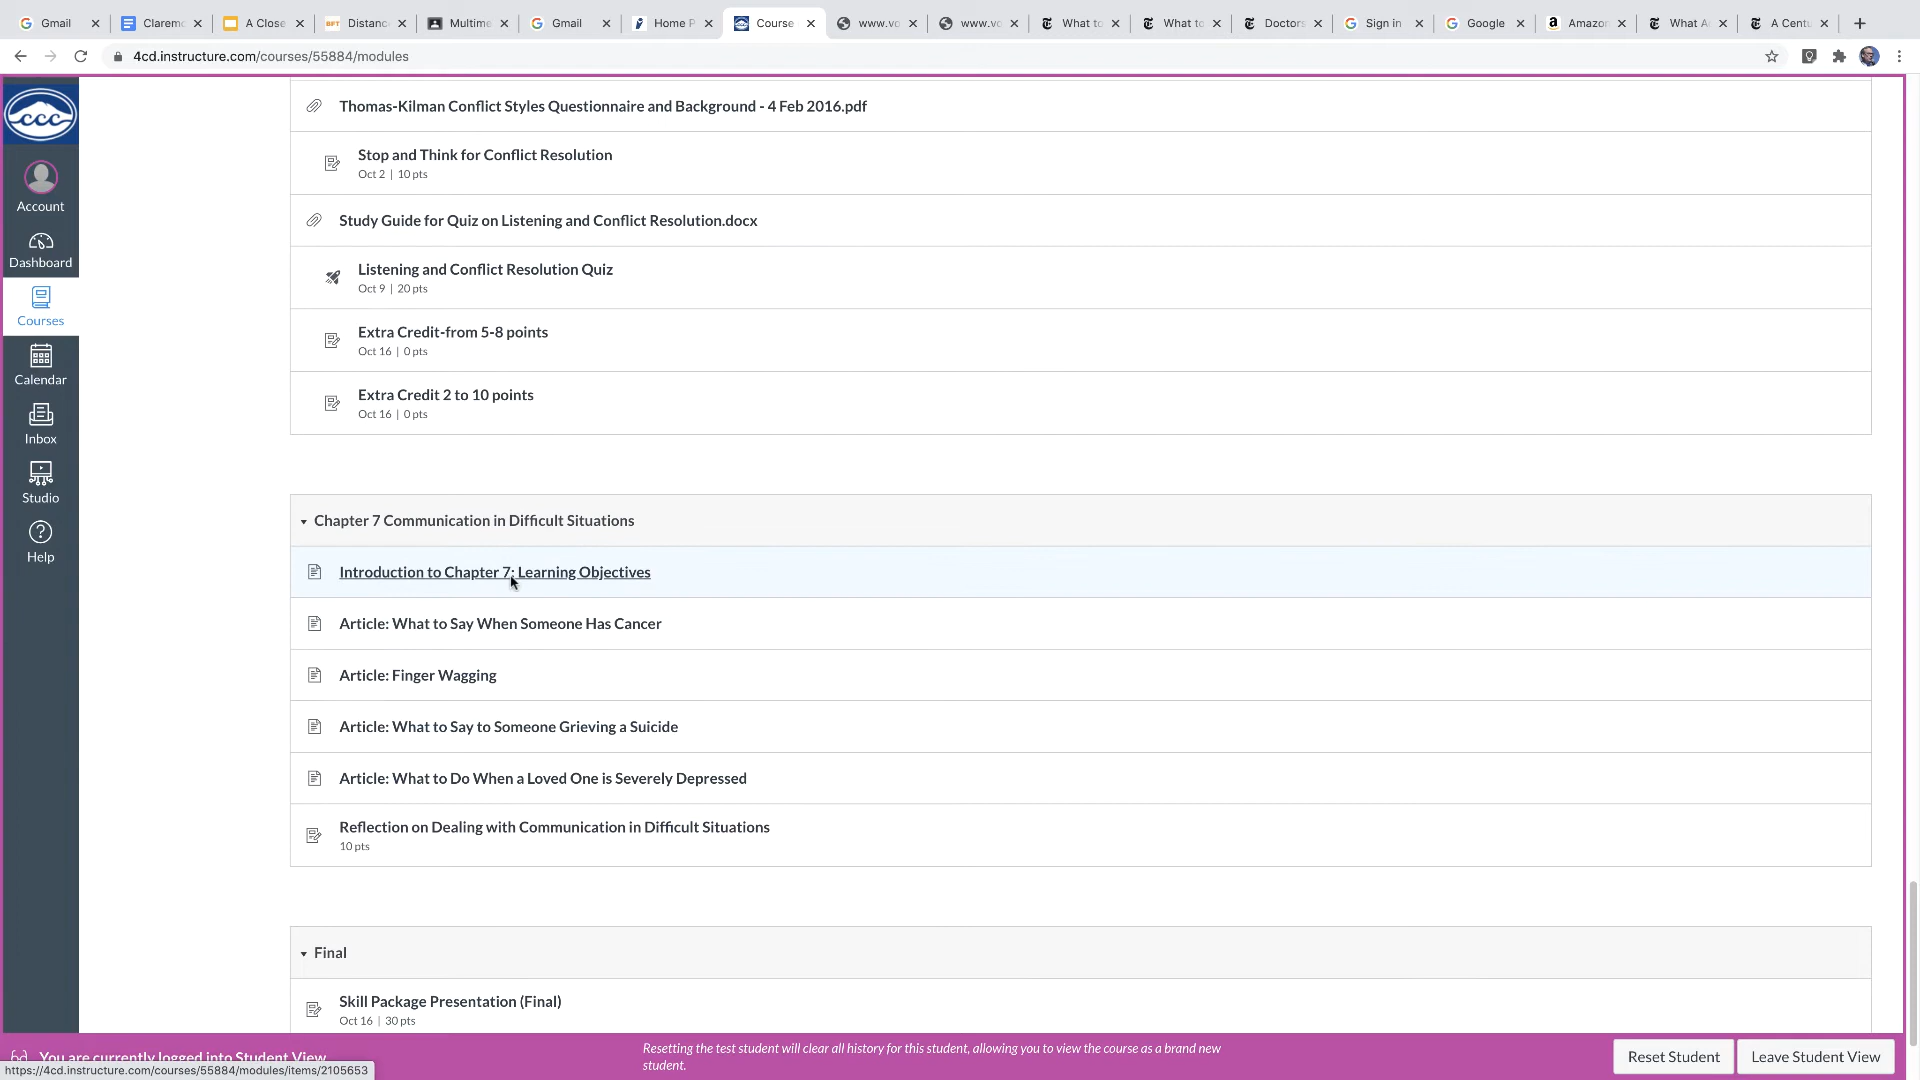 Gmail
Clarem
A Close
BFT Distanc
Multime
Gmail
Home P
Course
www.vo
www.vo
What to
What to
Doctors
Sign in
Google
Amazon
What A
A Centu
4cd.instructure.com/courses/55884/modules
CCC
Account
Dashboard
Courses
Calendar
Inbox
Studio
Help
Thomas-Kilman Conflict Styles Questionnaire and Background - 4 Feb 2016.pdf
Stop and Think for Conflict Resolution
Oct 2 | 10 pts
Study Guide for Quiz on Listening and Conflict Resolution.docx
Listening and Conflict Resolution Quiz
Oct 9 | 20 pts
Extra Credit-from 5-8 points
Oct 16 | 0 pts
Extra Credit 2 to 10 points
Oct 16 | 0 pts
Chapter 7 Communication in Difficult Situations
Introduction to Chapter 7: Learning Objectives
Article: What to Say When Someone Has Cancer
Article: Finger Wagging
Article: What to Say to Someone Grieving a Suicide
Article: What to Do When a Loved One is Severely Depressed
Reflection on Dealing with Communication in Difficult Situations
10 pts
Final
Skill Package Presentation (Final)
Oct 16 | 30 pts
You are currently logged into Student View
Resetting the test student will clear all history for this student, allowing you to view the course as a brand new
student.
Reset Student
Leave Student View
https://4cd.instructure.com/courses/55884/modules/items/2105653